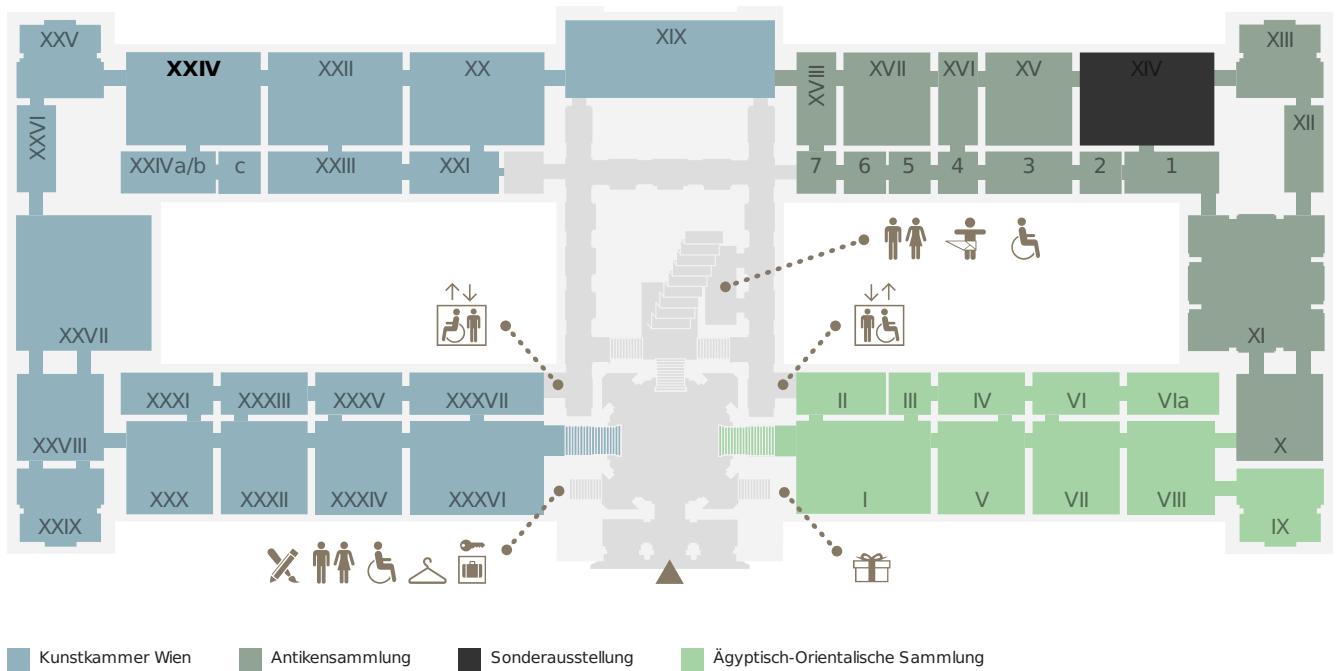 XXV
XXIV
XXII
XX
XIX
XVIII
XVII
XVI
XV
XIV
XIII
XXVI
XII
XXIVa/b
c
XXIII
XXI
7
6
5
4
3
2
1
XXVII
XI
XXXI
XXXIII
XXXV
XXXVII
II
III
IV
VI
VIa
XXVIII
X
XXX
XXXII
XXXIV
XXXVI
I
V
VII
VIII
XXIX
IX
Kunstkammer Wien
Antikensammlung
Sonderausstellung
Ägyptisch-Orientalische Sammlung